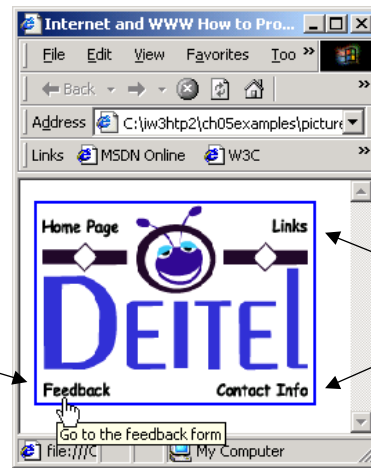 Internet and WWW How to Pro...
File Edit View Favorites Too »
Back »
Address C:\iw3htp2\ch05examples\picture
Links MSDN Online W3C »
Home Page Links
DEITEL
Feedback Contact Info
Go to the feedback form
file:///C My Computer